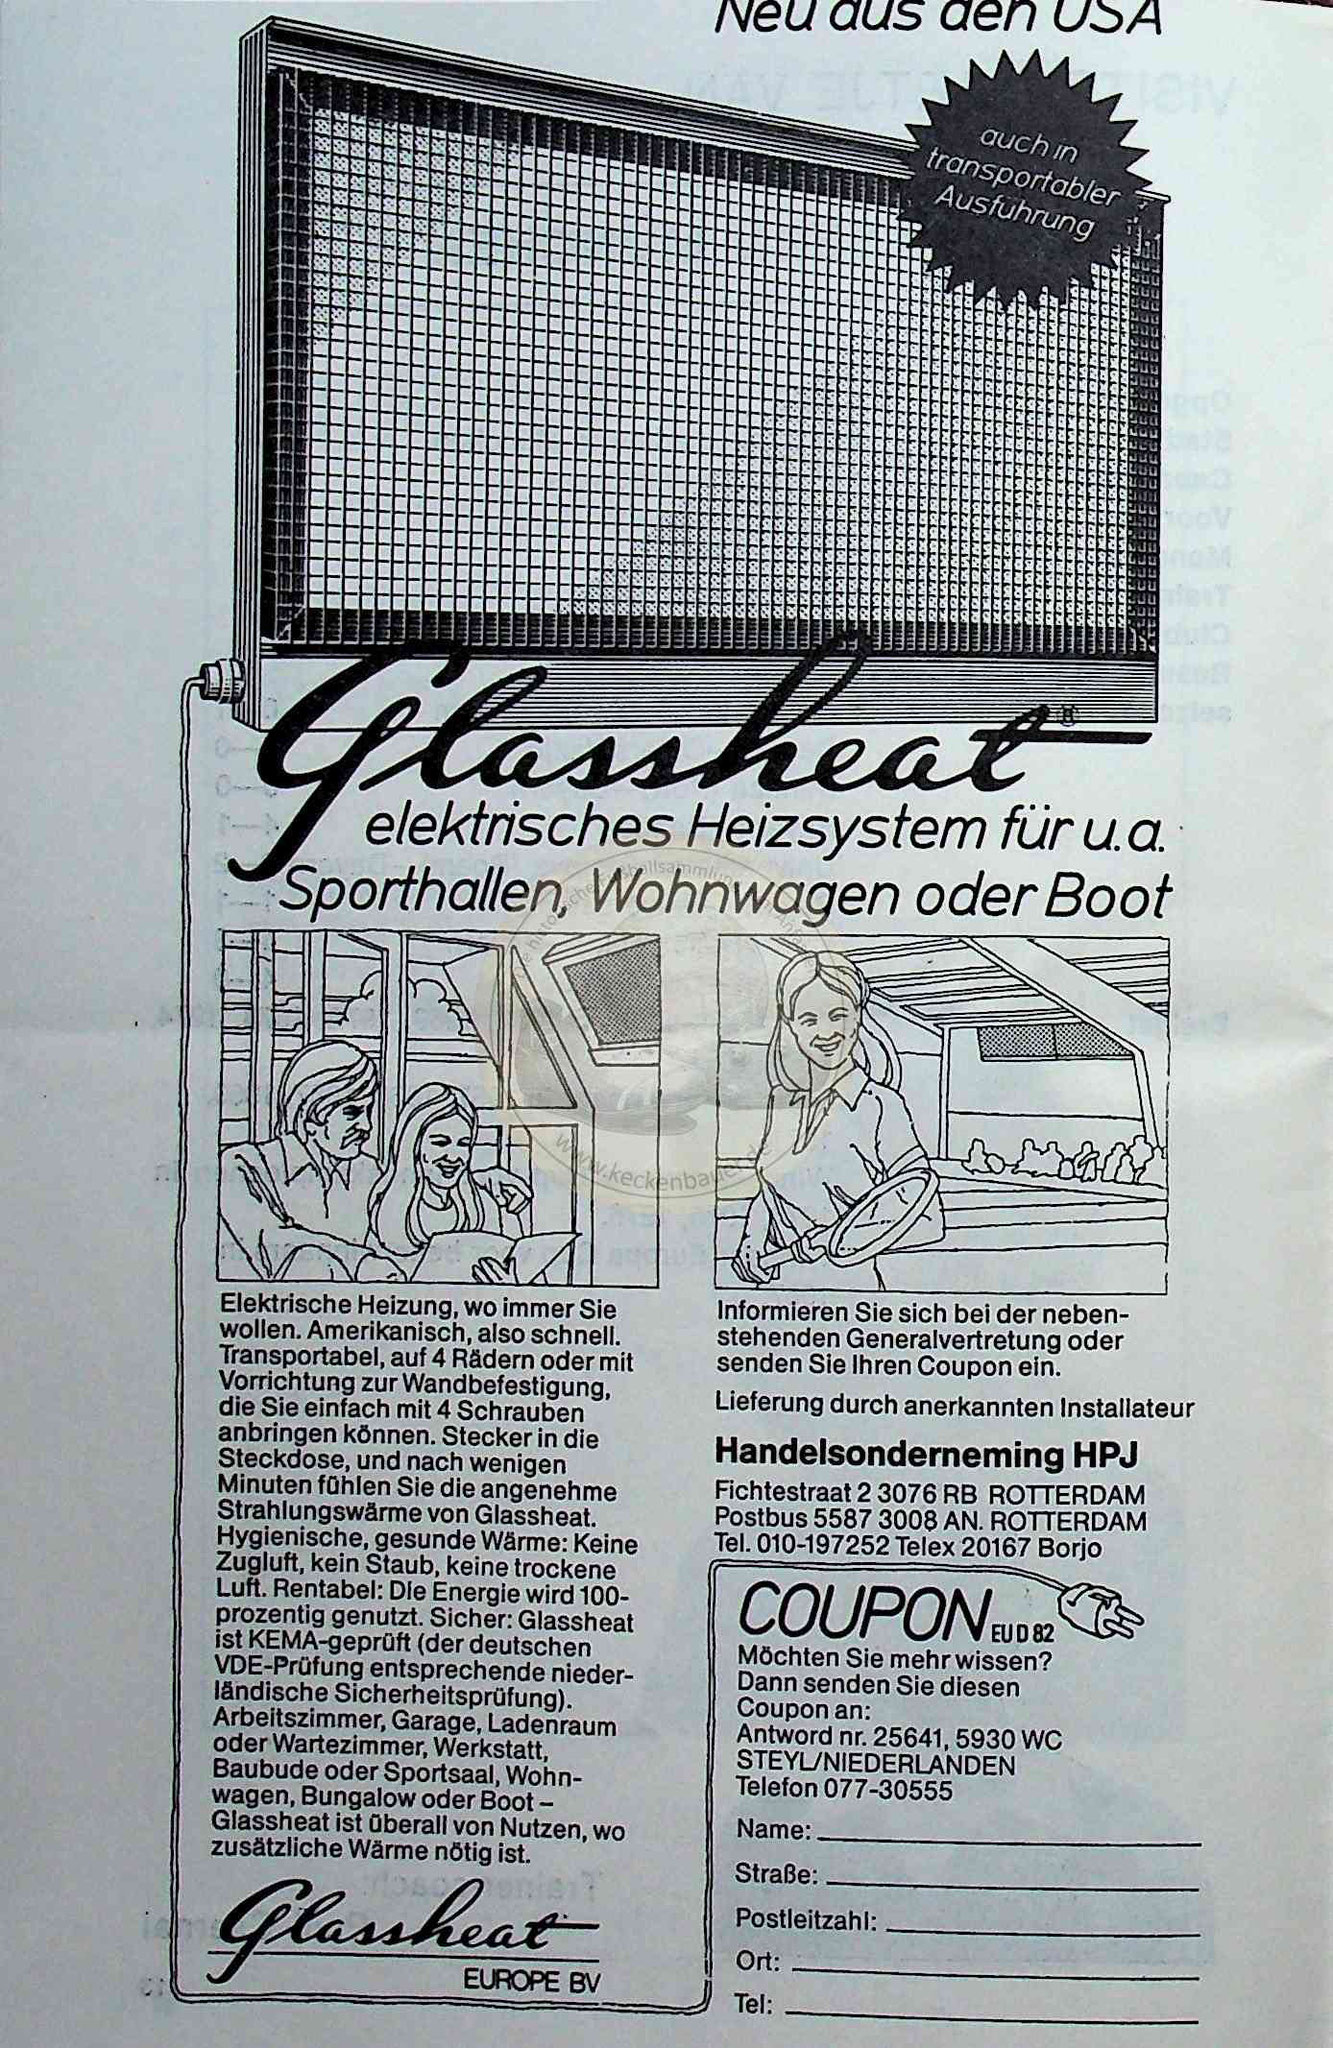 Neu aus den USA
auch in
transportabler
Ausführung
Glassheat®
elektrisches Heizsystem für u.a.
Sporthallen, Wohnwagen oder Boot
www.keckenbauer.de
Elektrische Heizung, wo immer Sie
wollen. Amerikanisch, also schnell.
Transportabel, auf 4 Rädern oder mit
Vorrichtung zur Wandbefestigung,
die Sie einfach mit 4 Schrauben
anbringen können. Stecker in die
Steckdose, und nach wenigen
Minuten fühlen Sie die angenehme
Strahlungswärme von Glassheat.
Hygienische, gesunde Wärme: Keine
Zugluft, kein Staub, keine trockene
Luft. Rentabel: Die Energie wird 100-
prozentig genutzt. Sicher: Glassheat
ist KEMA-geprüft (der deutschen
VDE-Prüfung entsprechende nieder-
ländische Sicherheitsprüfung).
Arbeitszimmer, Garage, Ladenraum
oder Wartezimmer, Werkstatt,
Baubude oder Sportsaal, Wohn-
wagen, Bungalow oder Boot –
Glassheat ist überall von Nutzen, wo
zusätzliche Wärme nötig ist.
Glassheat
EUROPE BV
Informieren Sie sich bei der neben-
stehenden Generalvertretung oder
senden Sie Ihren Coupon ein.
Lieferung durch anerkannten Installateur
Handelsonderneming HPJ
Fichtestraat 2 3076 RB ROTTERDAM
Postbus 5587 3008 AN. ROTTERDAM
Tel. 010-197252 Telex 20167 Borjo
COUPON EU D 82
Möchten Sie mehr wissen?
Dann senden Sie diesen
Coupon an:
Antword nr. 25641, 5930 WC
STEYL/NIEDERLANDEN
Telefon 077-30555
Name:
Straße:
Postleitzahl:
Ort:
Tel: